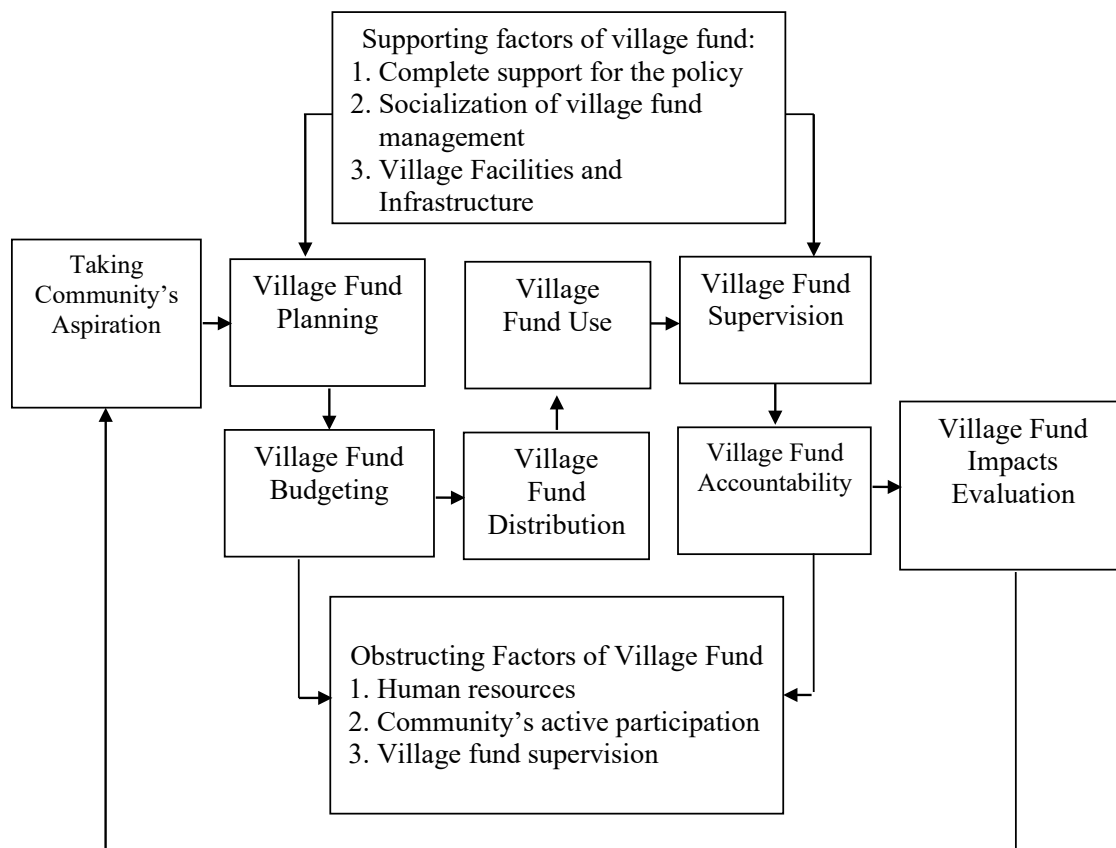 Supporting factors of village fund:
1. Complete support for the policy
2. Socialization of village fund
management
3. Village Facilities and
Infrastructure
Taking
Community’s
Aspiration
Village Fund
Planning
Village
Fund Use
Village Fund
Supervision
Village Fund
Budgeting
Village
Fund
Distribution
Village Fund
Accountability
Village Fund
Impacts
Evaluation
Obstructing Factors of Village Fund
1. Human resources
2. Community’s active participation
3. Village fund supervision